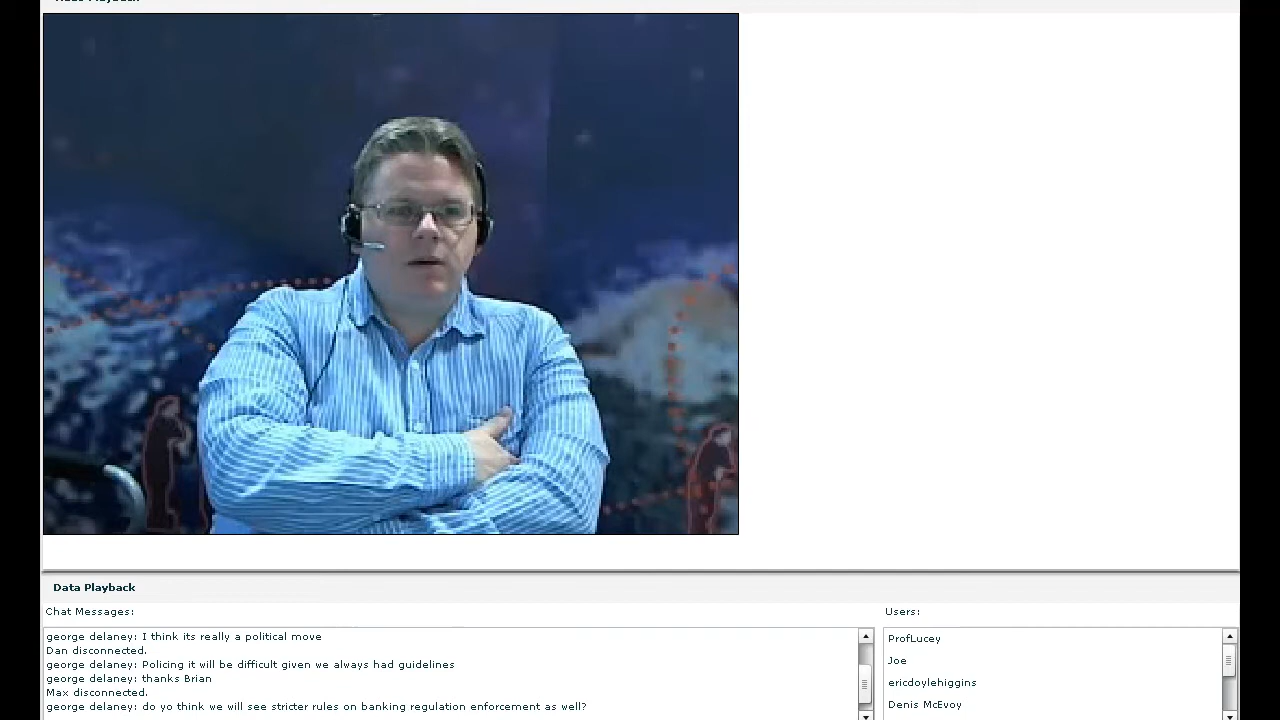 Data Playback
Chat Messages:
Users:
george delaney: I think its really a political move
Dan disconnected.
george delaney: Policing it will be difficult given we always had guidelines
george delaney: thanks Brian
Max disconnected.
george delaney: do yo think we will see stricter rules on banking regulation enforcement as well?
ProfLucey
Joe
ericdoylehiggins
Denis McEvoy